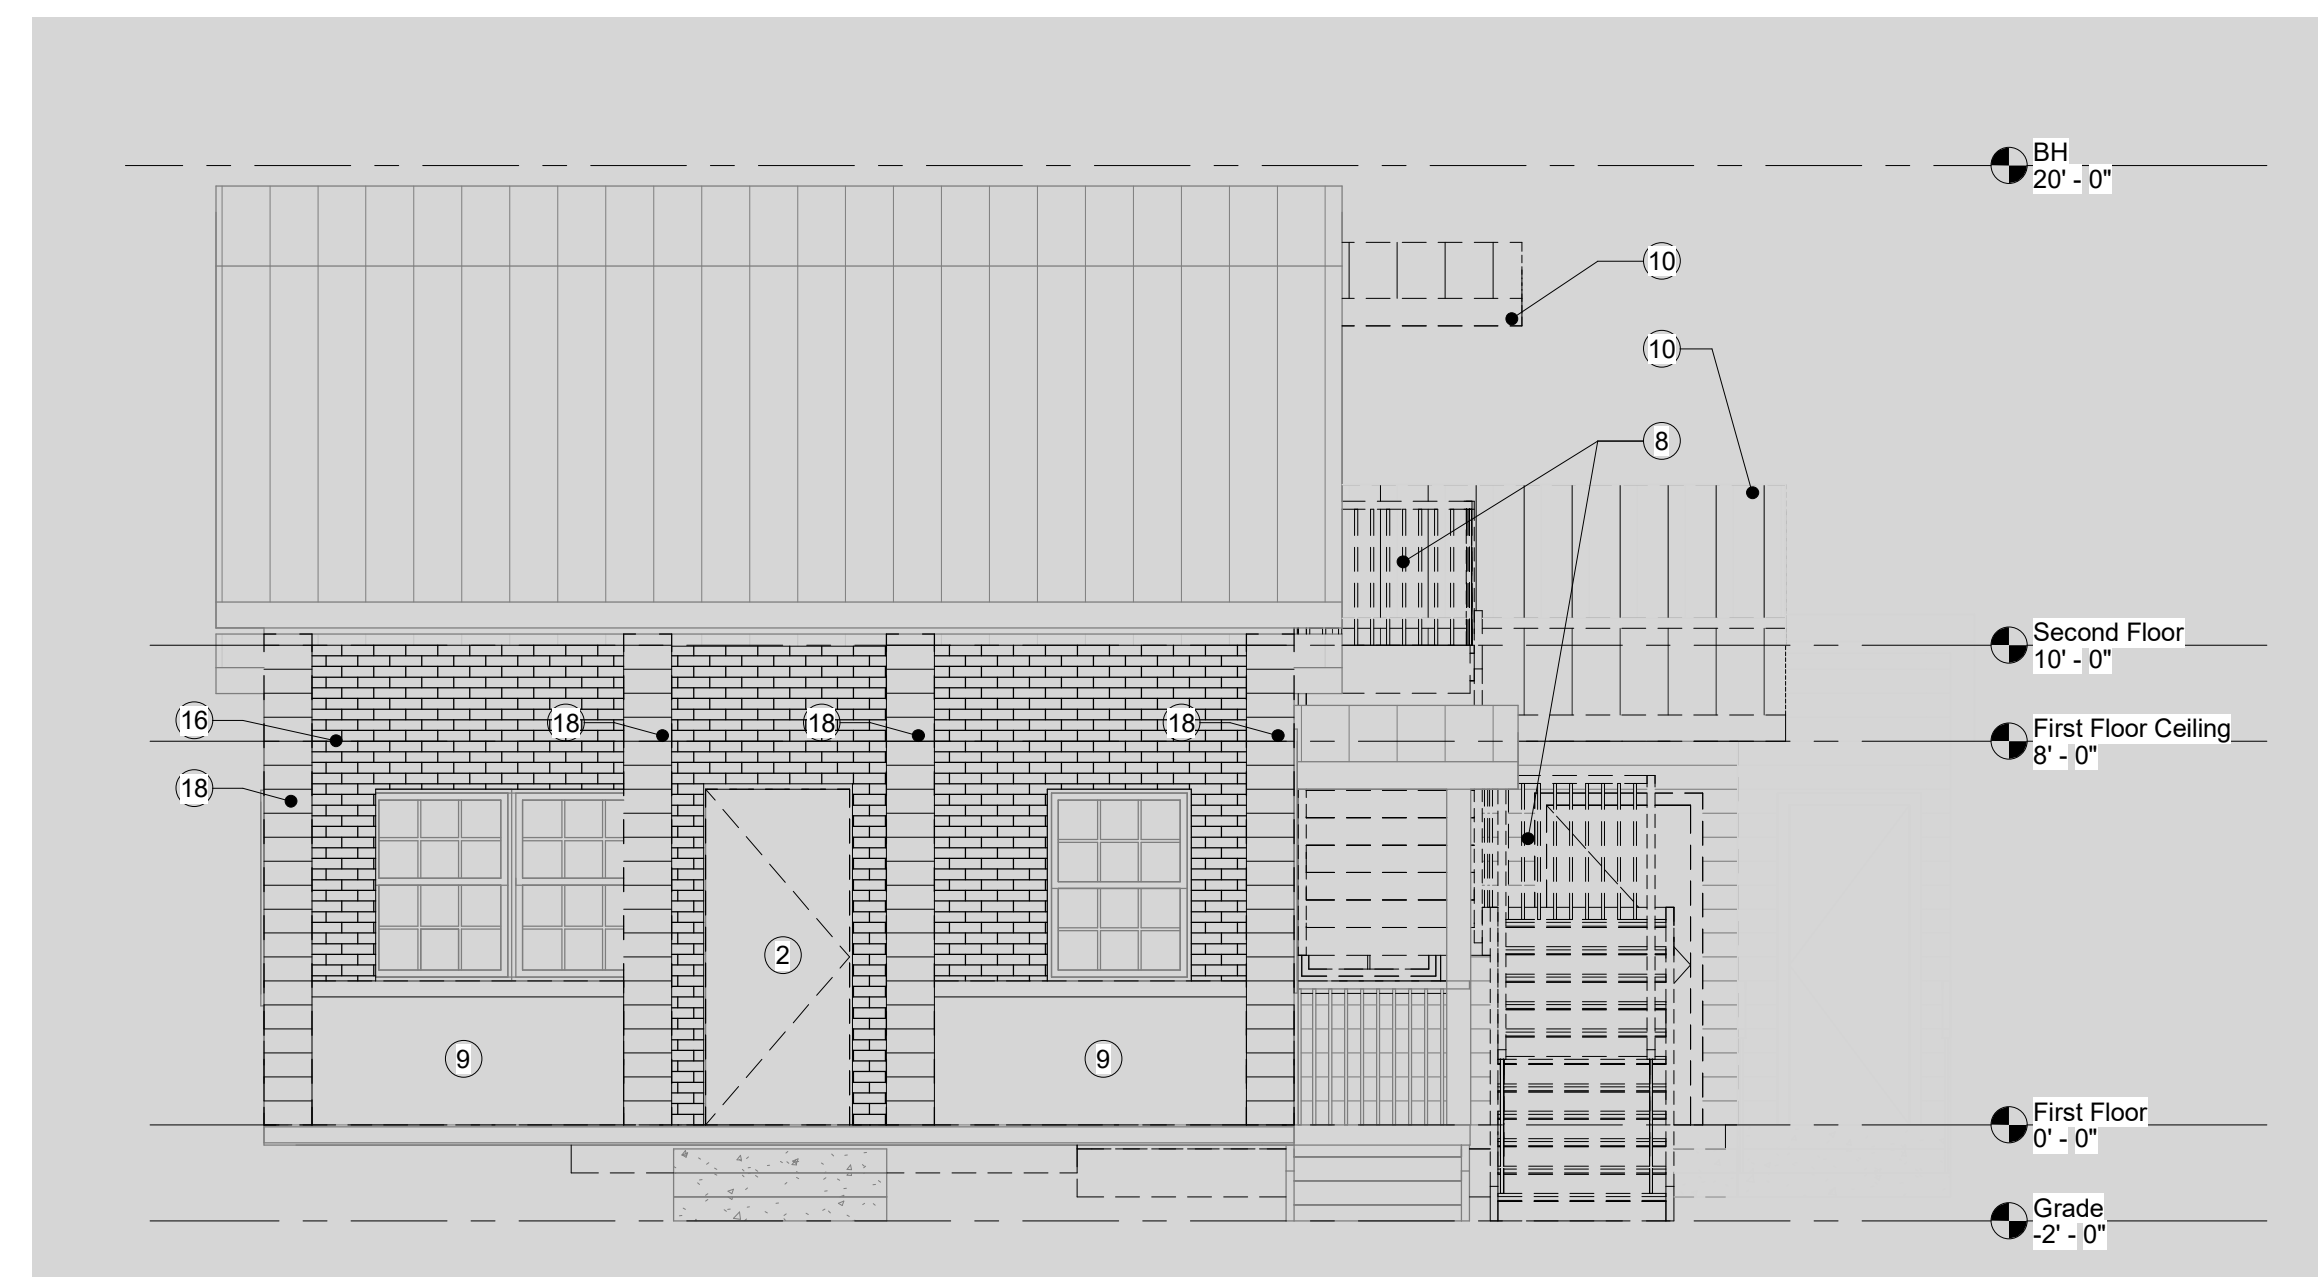 BH
20' - 0"
10
10
8
Second Floor
10' - 0"
16
18
18
18
First Floor Ceiling
8' - 0"
18
2
9
9
First Floor
0' - 0"
Grade
-2' - 0"